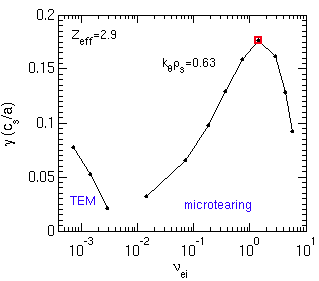 0.2
0.15
0.1
0.05
0
γ (c_s/a)
Z_eff=2.9
k_θρ_s=0.63
TEM
microtearing
10^-3 10^-2 10^-1 10^0 10^1
ν_ei